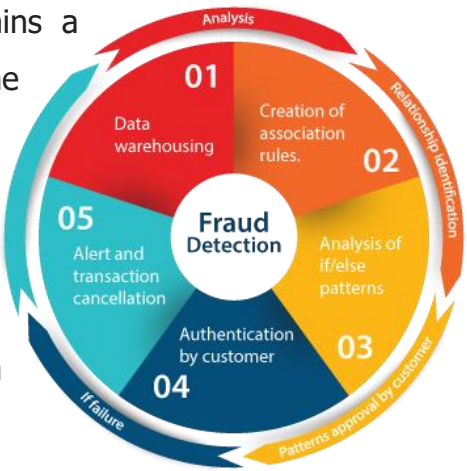 ains a
Analysis
01
Data
warehousing
Creation of
association
rules.
02
Relationship identification
Fraud
Detection
Analysis of
if/else
patterns
03
Patterns approval by customer
Authentication
by customer
04
If failure
05
Alert and
transaction
cancellation